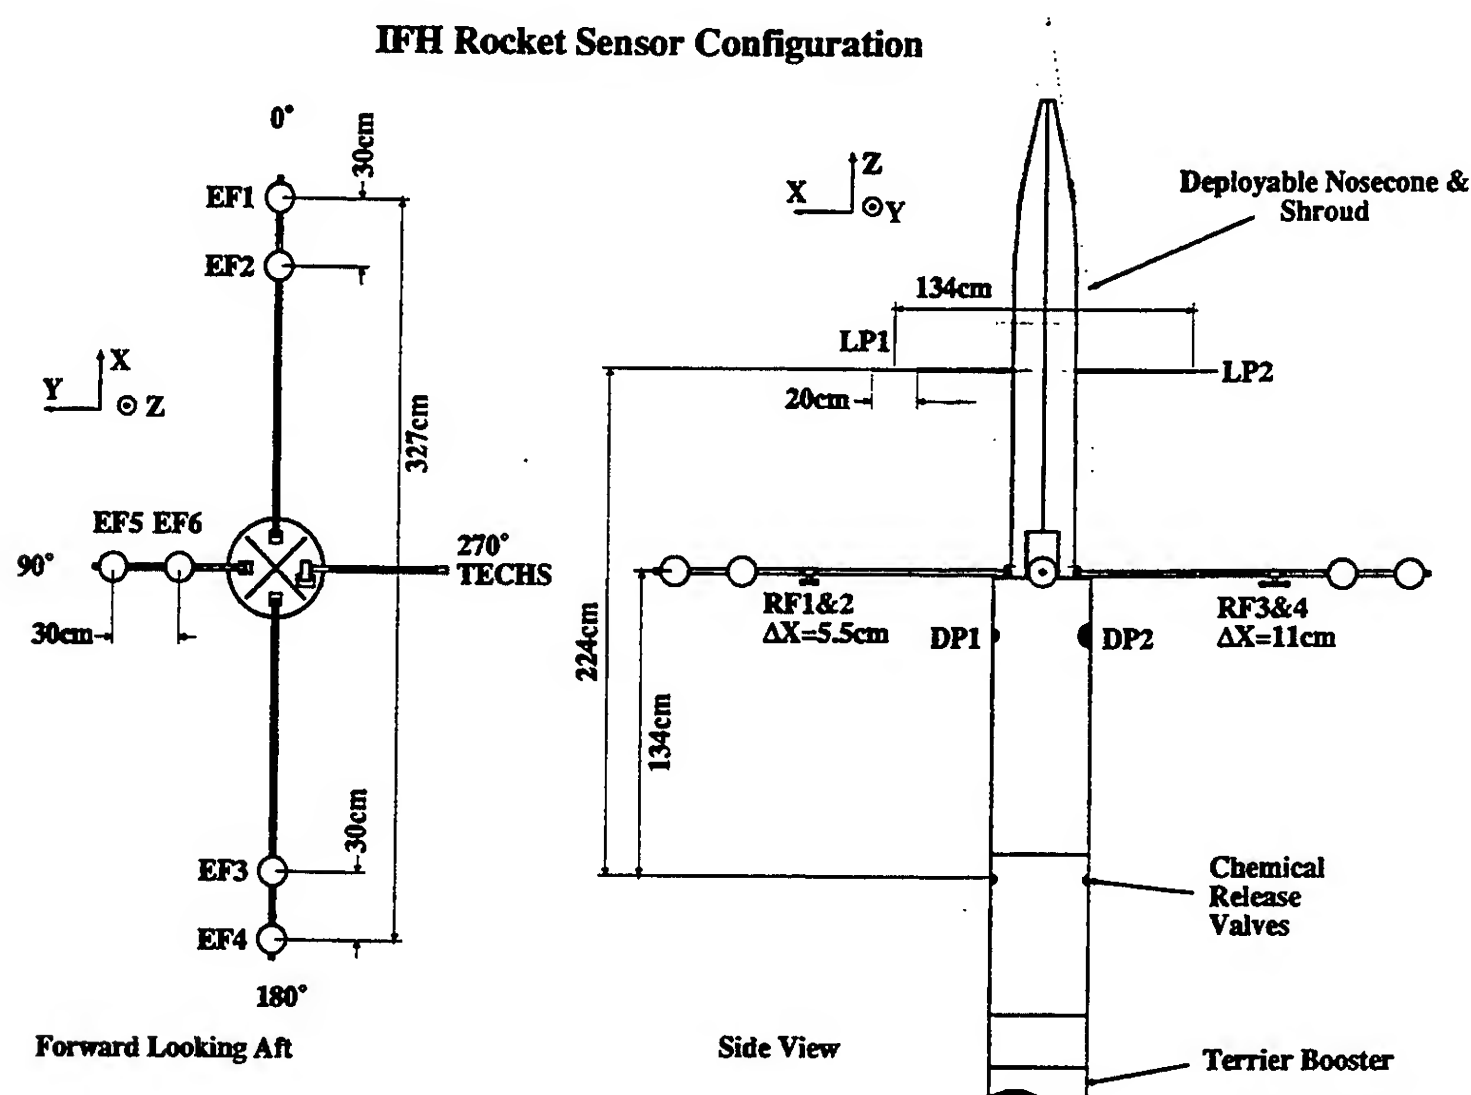 IFH Rocket Sensor Configuration
0°
30cm
EF1
EF2
X
Y
Z
327cm
EF5 EF6
90°
270°
TECHS
30cm
30cm
EF3
EF4
180°
Forward Looking Aft
Z
X
Y
Deployable Nosecone &
Shroud
134cm
LP1
LP2
20cm
RF1&2
ΔX=5.5cm
RF3&4
ΔX=11cm
DP1
DP2
224cm
134cm
Chemical
Release
Valves
Side View
Terrier Booster